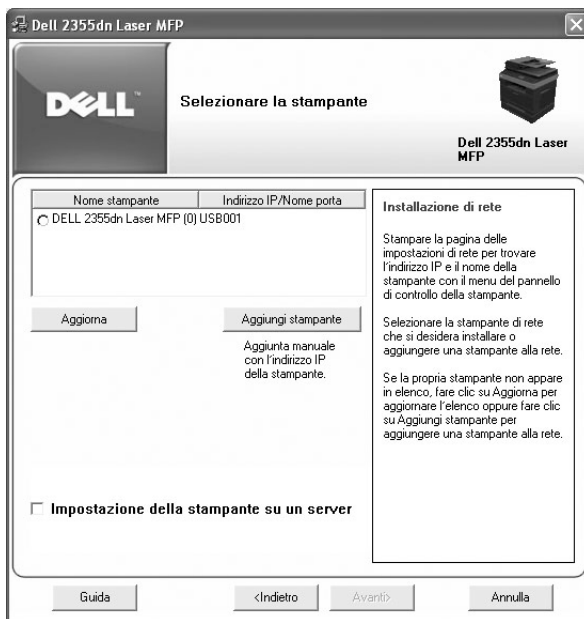 Dell 2355dn Laser MFP
DELL™
Selezionare la stampante
Dell 2355dn Laser
MFP
Nome stampante
Indirizzo IP/Nome porta
DELL 2355dn Laser MFP (0) USB001
Aggiorna
Aggiungi stampante
Aggiunta manuale
con l'indirizzo IP
della stampante.
Impostazione della stampante su un server
Installazione di rete
Stampare la pagina delle
impostazioni di rete per trovare
l'indirizzo IP e il nome della
stampante con il menu del pannello
di controllo della stampante.
Selezionare la stampante di rete
che si desidera installare o
aggiungere una stampante alla rete.
Se la propria stampante non appare
in elenco, fare clic su Aggiorna per
aggiornare l'elenco oppure fare clic
su Aggiungi stampante per
aggiungere una stampante alla rete.
Guida
<Indietro
Avanti>
Annulla